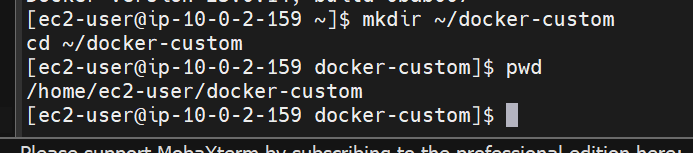 [ec2-user@ip-10-0-2-159 ~]$ mkdir ~/docker-custom
cd ~/docker-custom
[ec2-user@ip-10-0-2-159 docker-custom]$ pwd
/home/ec2-user/docker-custom
[ec2-user@ip-10-0-2-159 docker-custom]$
Please support MobaXterm by subscribing to the professional edition here: